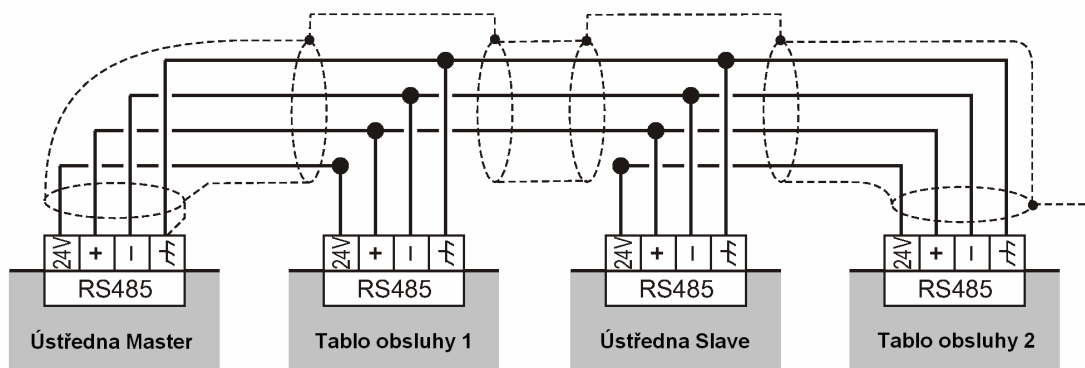 24V + − RS485
24V + − RS485
24V + − RS485
24V + − RS485
Ústředna Master
Tablo obsluhy 1
Ústředna Slave
Tablo obsluhy 2